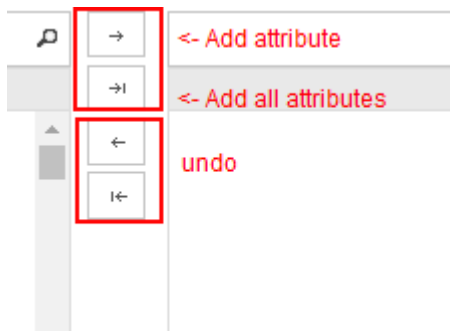 <- Add attribute
<- Add all attributes
undo